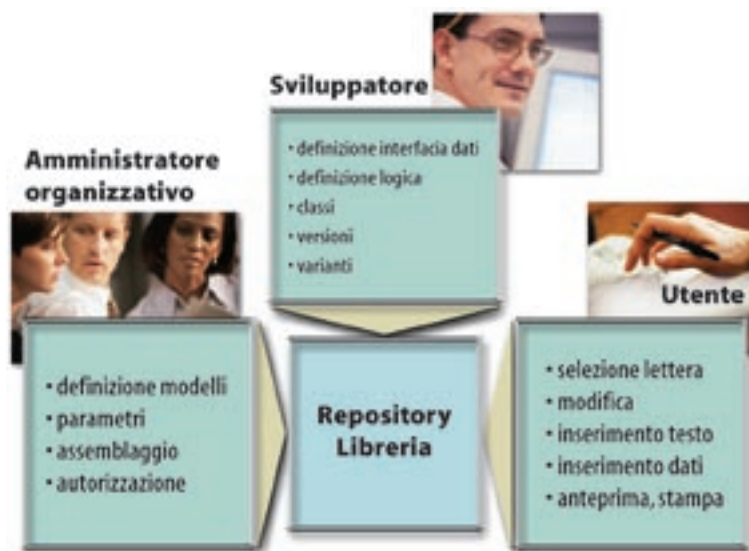 Sviluppatore
• definizione interfacia dati
• definizione logica
• classi
• versioni
• varianti
Amministratore
organizzativo
• definizione modelli
• parametri
• assemblaggio
• autorizzazione
Repository
Libreria
Utente
• selezione lettera
• modifica
• inserimento testo
• inserimento dati
• anteprima, stampa